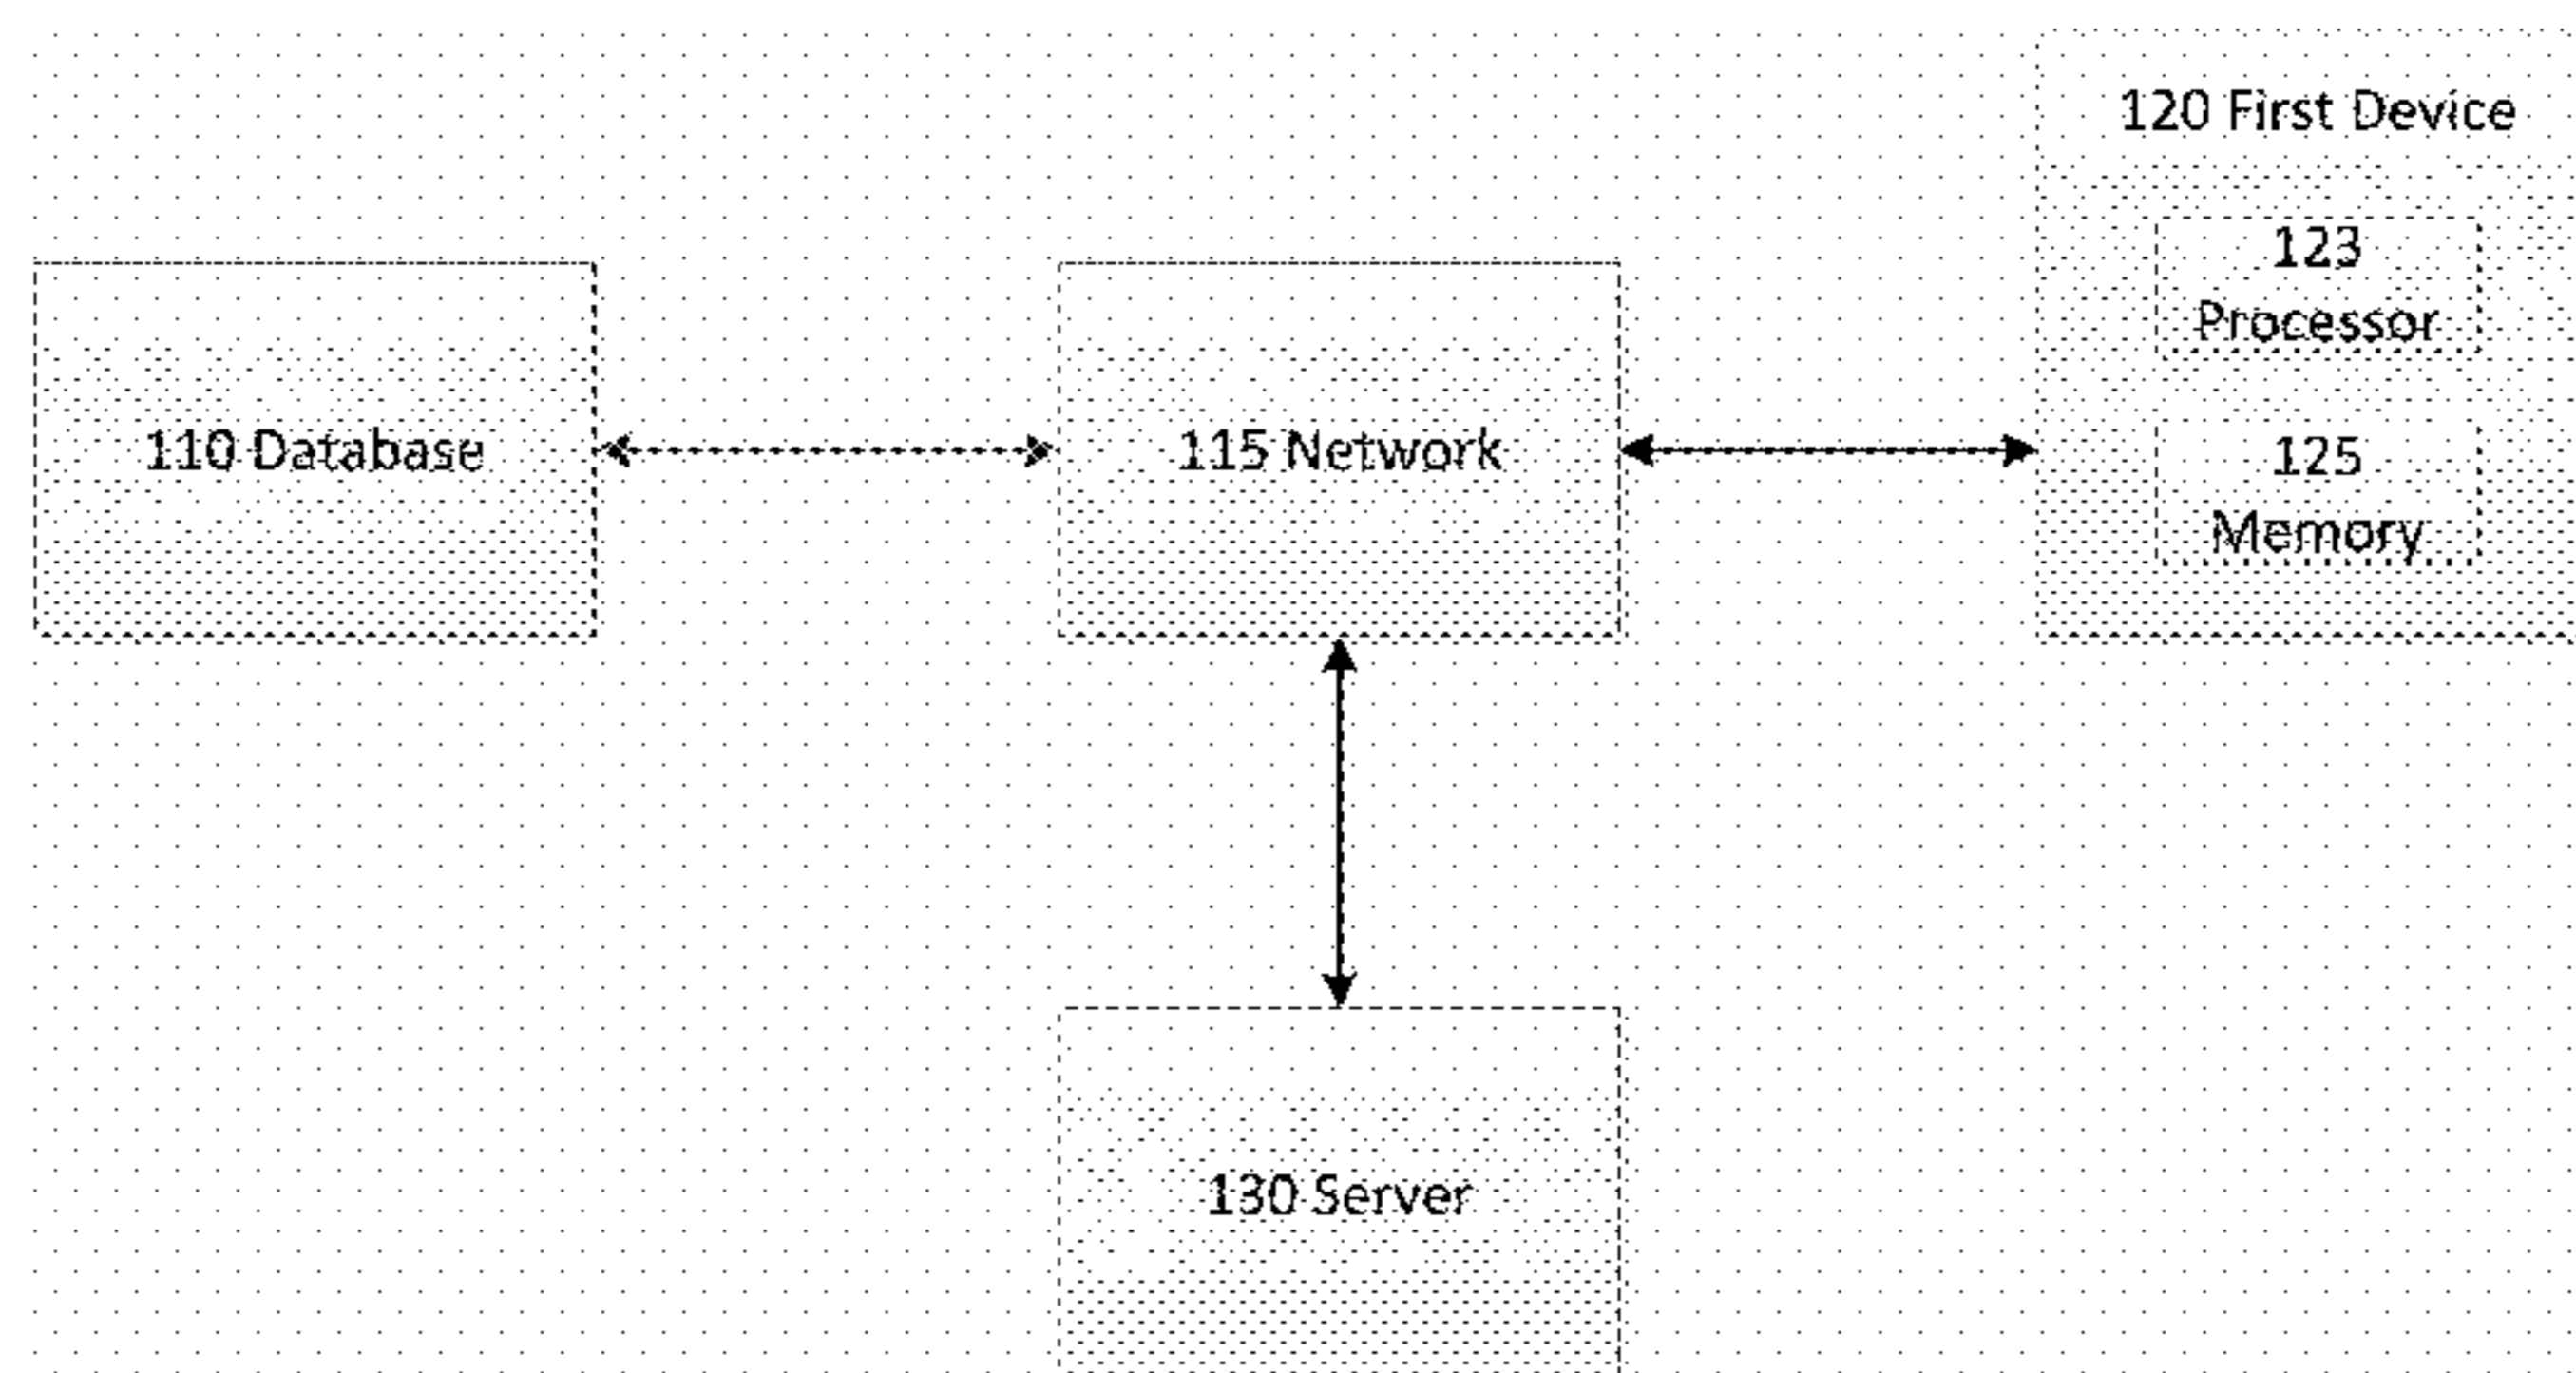 120 First Device
123
Processor
110 Database
115 Network
125
Memory
130 Server